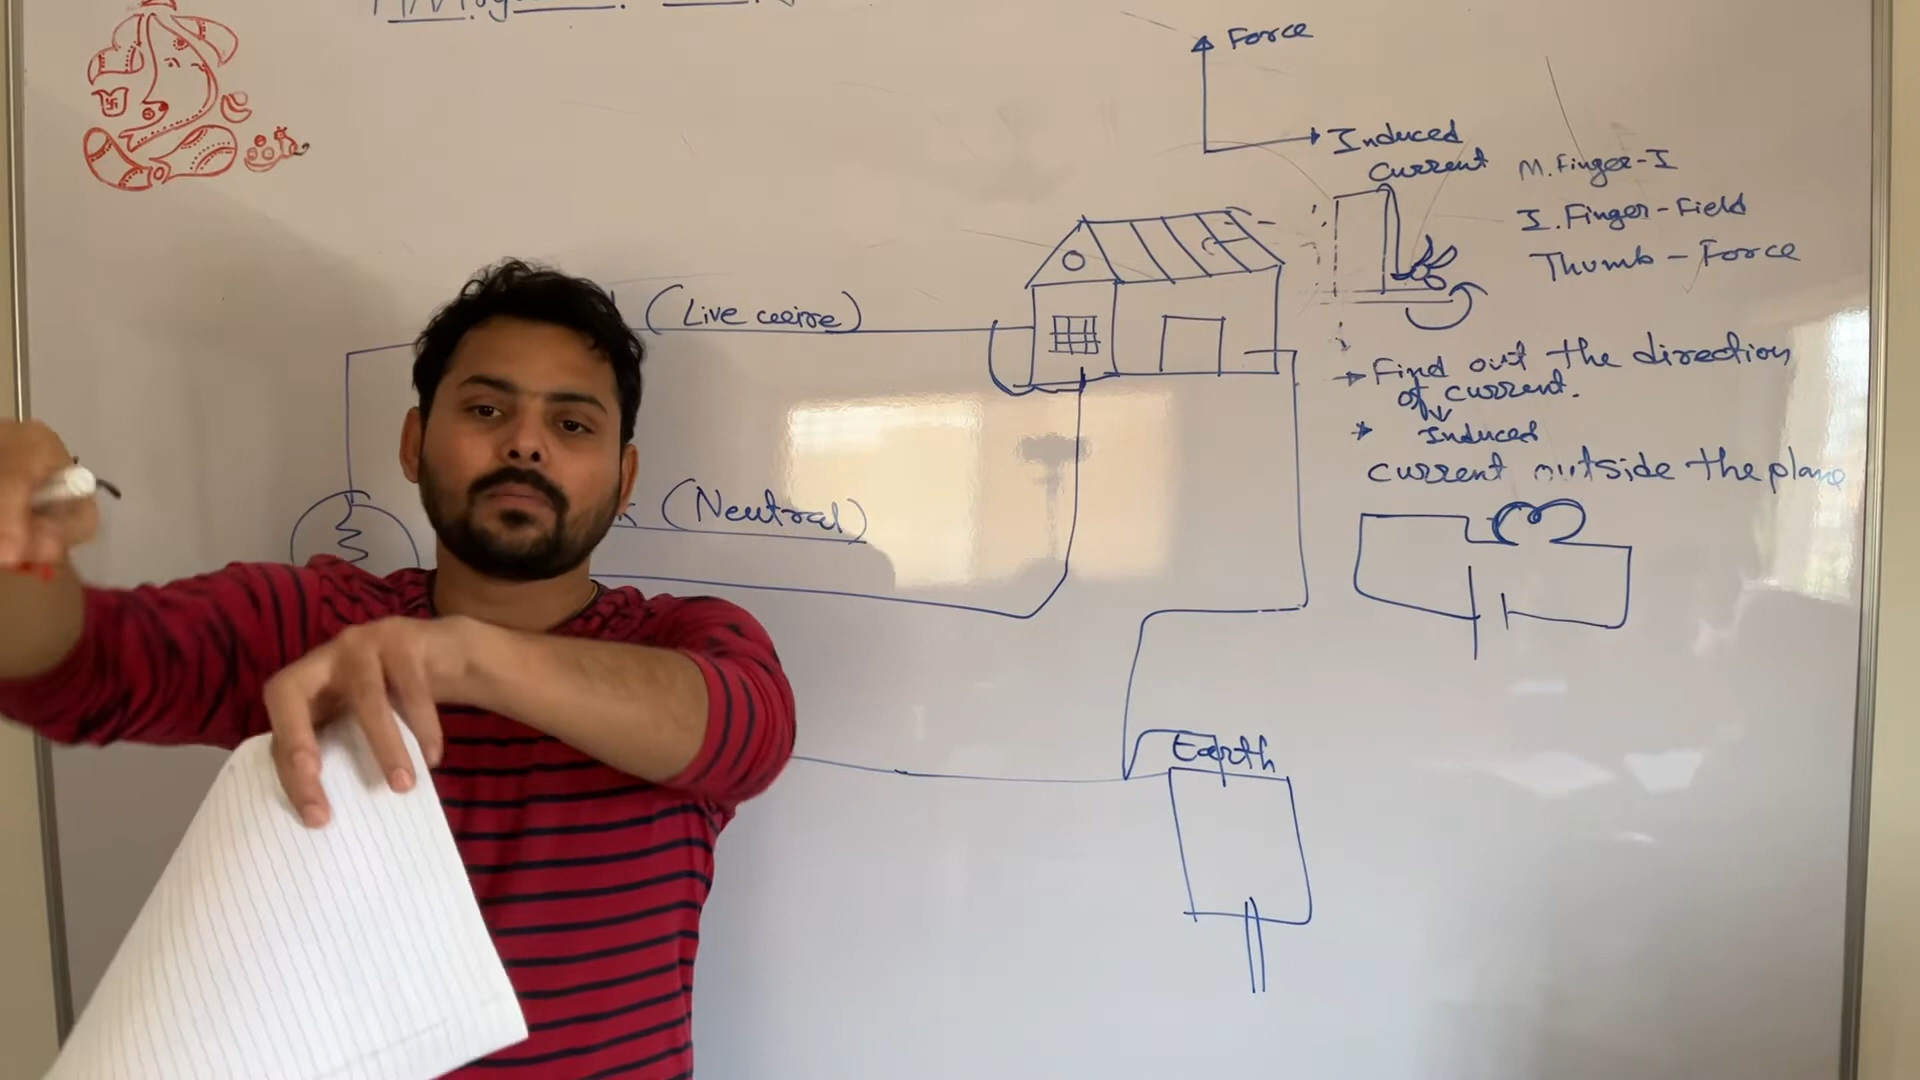 Force
Induced
Current
M. Finger-I
I. Finger-Field
Thumb-Force
(Live weire)
(Neutral)
→ Find out the direction
of current.
Induced
current outside the plane
Earth